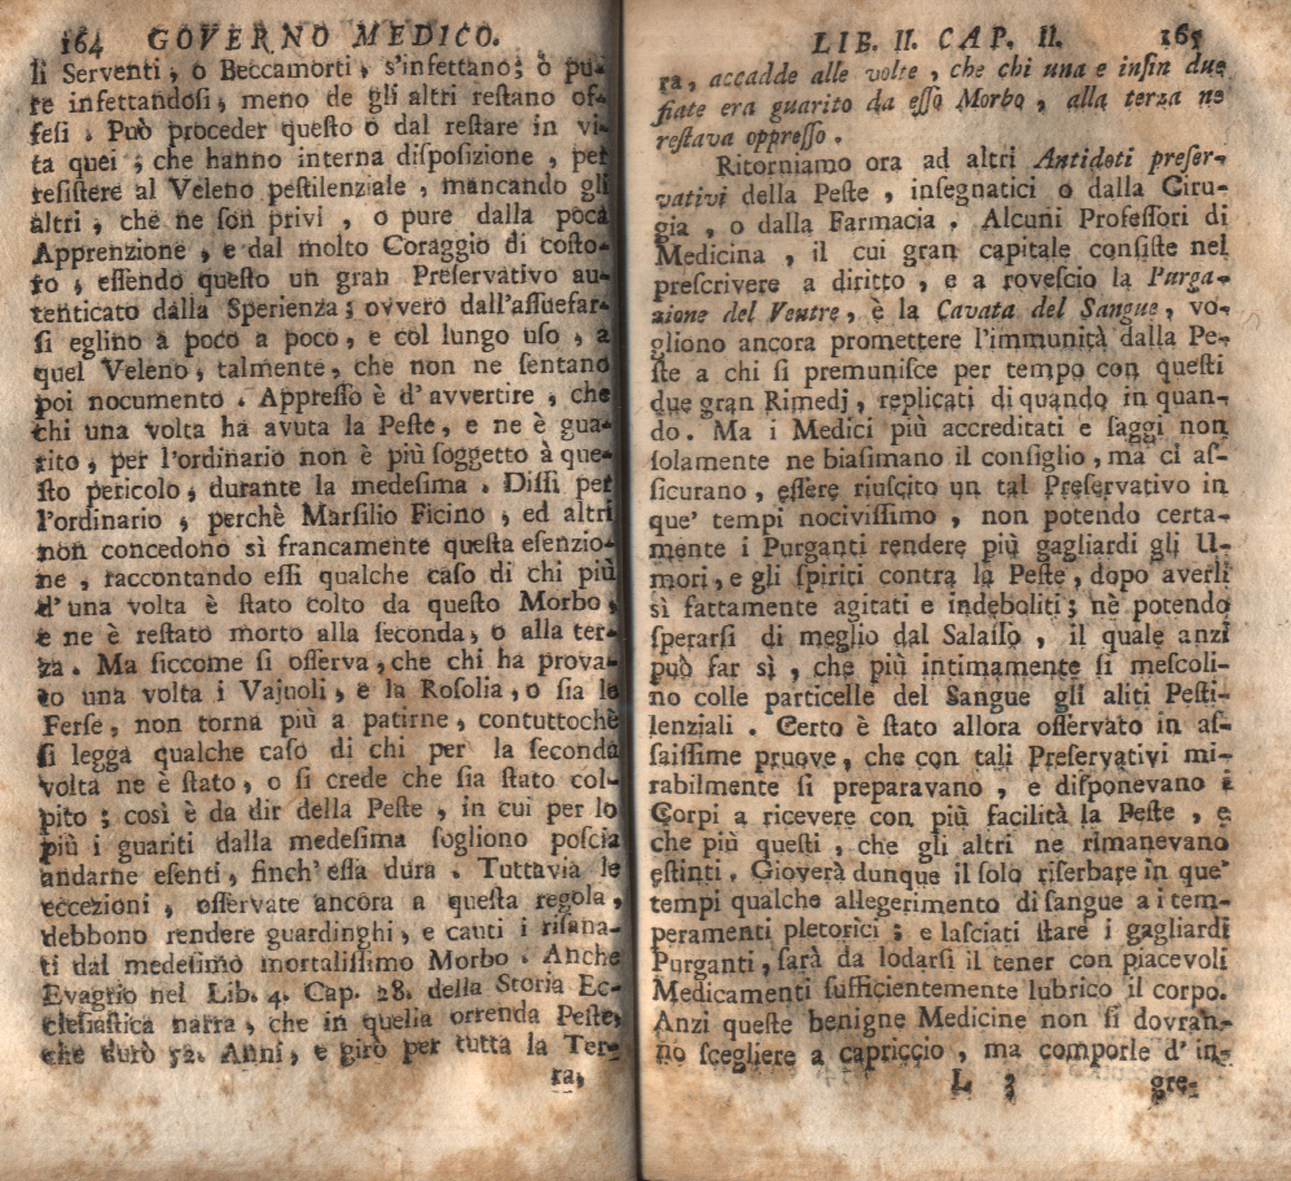 164 GOVERNO MEDICO.
li Serventi, o Beccamorti, s'infettano; o pu-
re infettandosi, meno de gli altri restano of-
fesi. Può proceder questo o dal restare in vi-
ta quei, che hanno interna disposizione, per
resistere al Veleno pestilenziale, mancando gli
altri, che ne son privi, o pure dalla poca
Apprenzione, e dal molto Coraggio di costo-
ro, essendo questo un gran Preservativo au-
tenticato dalla Sperienza; ovvero dall'assuefar-
si eglino a poco a poco, e col lungo uso, a
quel Veleno, talmente, che non ne sentano
poi nocumento. Appresso è d'avvertire, che
chi una volta ha avuta la Peste, e ne è gua-
rito, per l'ordinario non è più soggetto à que-
sto pericolo, durante la medesima. Dissi per
l'ordinario, perchè Marsilio Ficino, ed altri
non concedono sì francamente questa esenzio-
ne, raccontando essi qualche caso di chi più
d'una volta è stato colto da questo Morbo,
e ne è restato morto alla seconda, o alla ter-
za. Ma siccome si osserva, che chi ha prova-
to una volta i Vajuoli, e la Rosolia, o sia le
Ferse, non torna più a patirne, contuttochè
si legga qualche caso di chi per la seconda
volta ne è stato, o si crede che sia stato col-
pito; così è da dir della Peste, in cui per lo
più i guariti dalla medesima sogliono poscia
andarne esenti, finch'essa dura. Tuttavia le
eccezioni, osservate ancora a questa regola,
debbono rendere guardinghi, e cauti i risana-
ti dal medesimo mortalissimo Morbo. Anche
Evagrio nel Lib. 4. Cap. 28. della Storia Ec-
clesiastica narra, che in quella orrenda Peste,
che durò 52. Anni, e girò per tutta la Ter-
ra,
LIB. II. CAP. II. 165
ra, accadde alle volte, che chi una e insin due
fiate era guarito da esso Morbo, alla terza ne
restava oppresso.
Ritorniamo ora ad altri Antidoti preser-
vativi della Peste, insegnatici o dalla Ciru-
gia, o dalla Farmacia. Alcuni Professori di
Medicina, il cui gran capitale consiste nel
prescrivere a diritto, e a rovescio la Purga-
zione del Ventre, è la Cavata del Sangue, vo-
gliono ancora promettere l'immunità dalla Pe-
ste a chi si premunisce per tempo con questi
due gran Rimedj, replicati di quando in quan-
do. Ma i Medici più accreditati e saggi non
solamente ne biasimano il consiglio, ma ci as-
sicurano, essere riuscito un tal Preservativo in
que' tempi nocivissimo, non potendo certa-
mente i Purganti rendere più gagliardi gli U-
mori, e gli spiriti contra la Peste, dopo averli
sì fattamente agitati e indeboliti; nè potendo
sperarsi di meglio dal Salasso, il quale anzi
può far sì, che più intimamente si mescoli-
no colle particelle del Sangue gli aliti Pesti-
lenziali. Certo è stato allora osservato in as-
saissime pruove, che con tali Preservativi mi-
rabilmente si preparavano, e disponevano i
Corpi a ricevere con più facilità la Peste, e
che più questi, che gli altri ne rimanevano
estinti. Gioverà dunque il solo riserbare in que'
tempi qualche allegerimento di sangue a i tem-
peramenti pletorici; e lasciati stare i gagliardi
Purganti, sarà da lodarsi il tener con piacevoli
Medicamenti sufficientemente lubrico il corpo.
Anzi queste benigne Medicine non si dovran-
no scegliere a capriccio, ma comporle d'in-
L 3 gre-